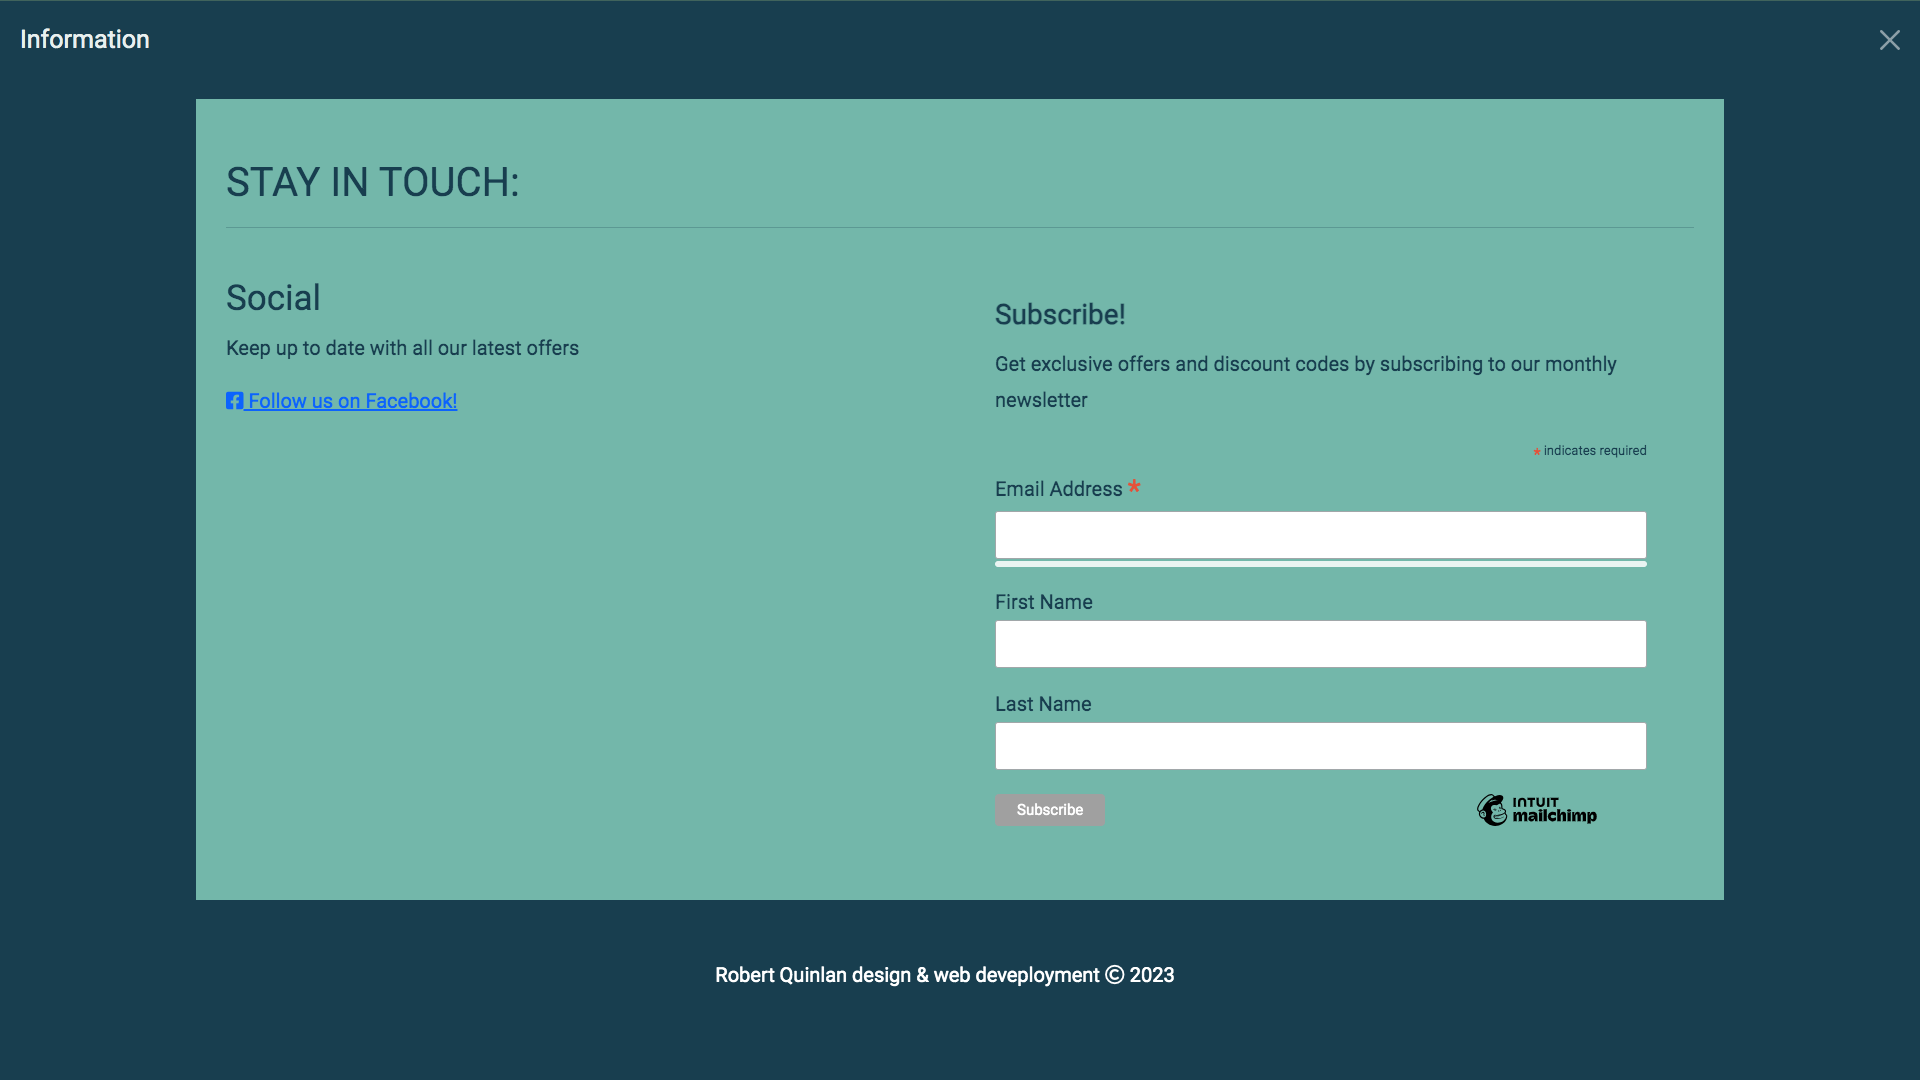 Information
STAY IN TOUCH:
Social
Keep up to date with all our latest offers
Follow us on Facebook!
Subscribe!
Get exclusive offers and discount codes by subscribing to our monthly
newsletter
* indicates required
Email Address *
First Name
Last Name
Subscribe
INTUIT
mailchimp
Robert Quinlan design & web deveployment © 2023